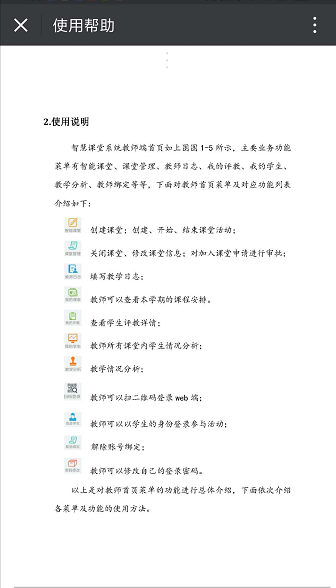 使用帮助
2.使用说明
智慧课堂系统教师端首页如上图图 1-5 所示，主要业务功能
菜单有智能课堂、课堂管理、教师日志、我的评教、我的学生、
教学分析、教师绑定等等，下面对教师首页菜单及对应功能列表
介绍如下：
创建课堂：创建、开始、结束课堂活动；
关闭课堂、修改课堂信息；对加入课堂申请进行审批；
填写教学日志；
教师可以查看本学期的课程安排。
查看学生评教详情；
教师所有课堂内学生情况分析；
教学情况分析；
教师可以扫二维码登录 web 端；
教师可以以学生的身份登录参与活动；
解除账号绑定；
教师可以修改自己的登录密码。
以上是对教师首页菜单的功能进行总体介绍，下面依次介绍
各菜单及功能的使用方法。